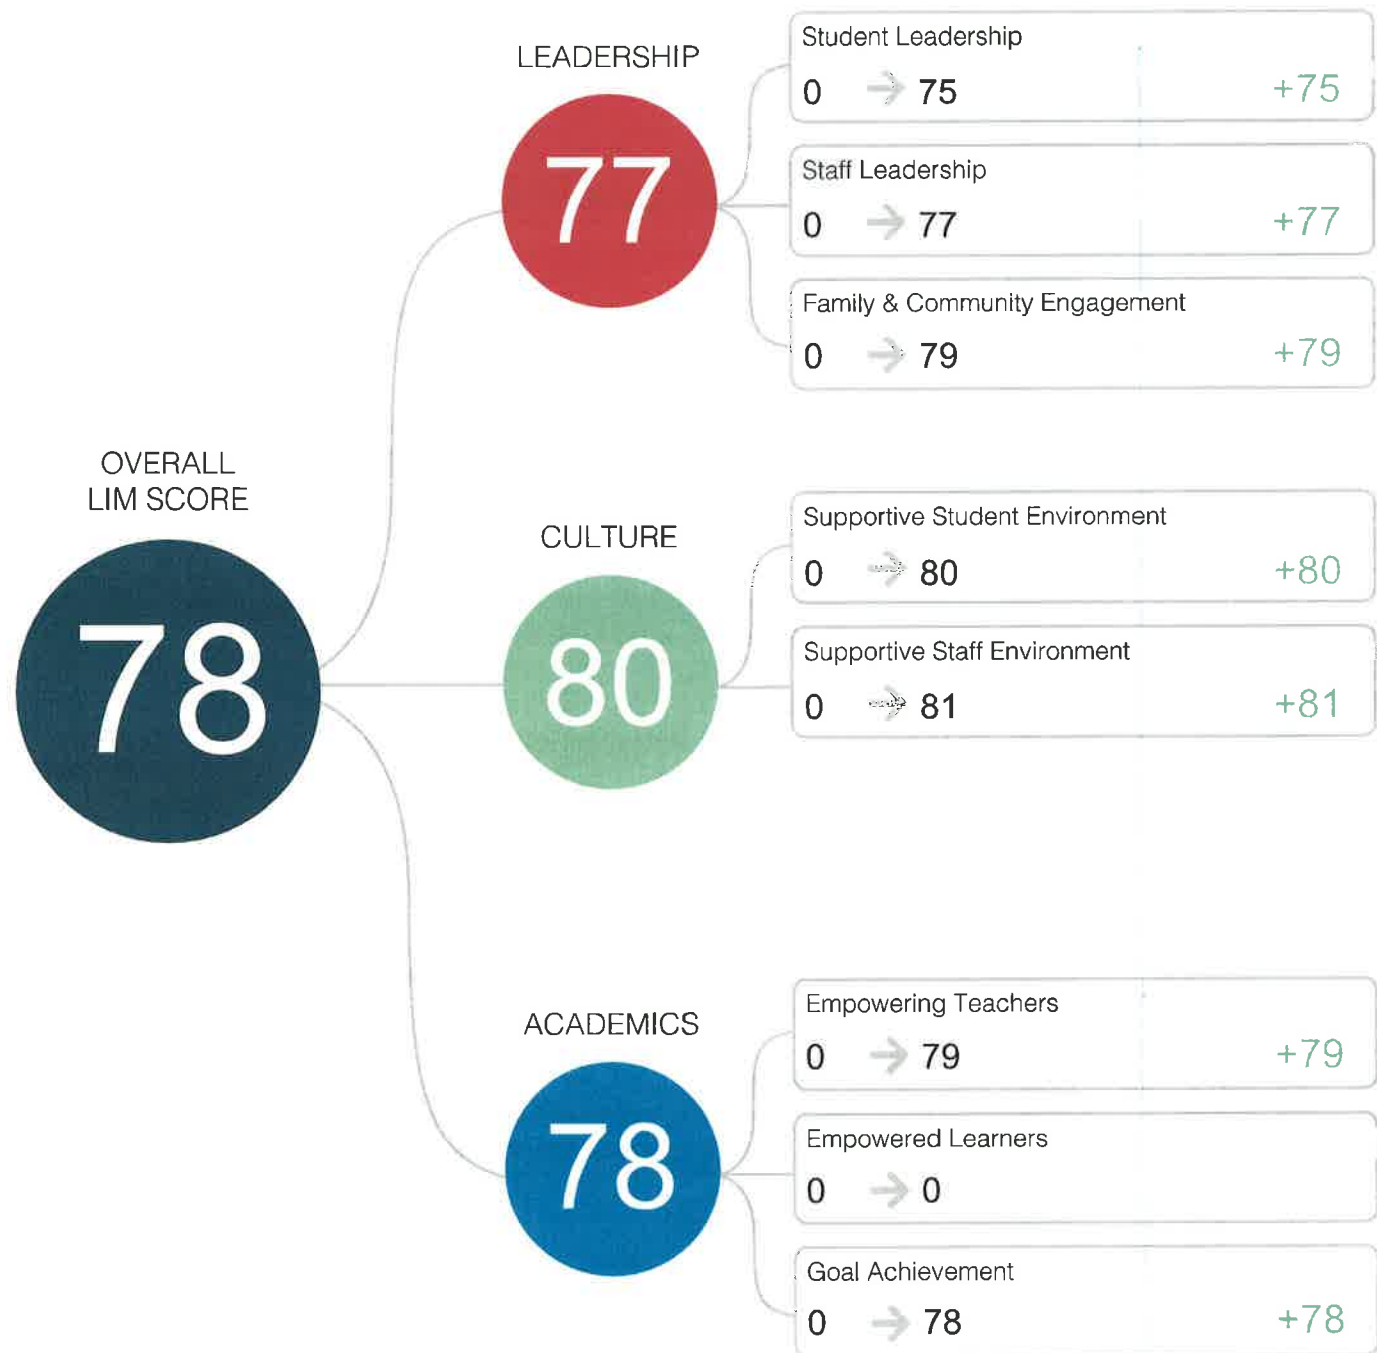 LEADERSHIP
77
Student Leadership
0 → 75 +75
Staff Leadership
0 → 77 +77
Family & Community Engagement
0 → 79 +79
OVERALL
LIM SCORE
78
CULTURE
80
Supportive Student Environment
0 → 80 +80
Supportive Staff Environment
0 → 81 +81
ACADEMICS
78
Empowering Teachers
0 → 79 +79
Empowered Learners
0 → 0
Goal Achievement
0 → 78 +78